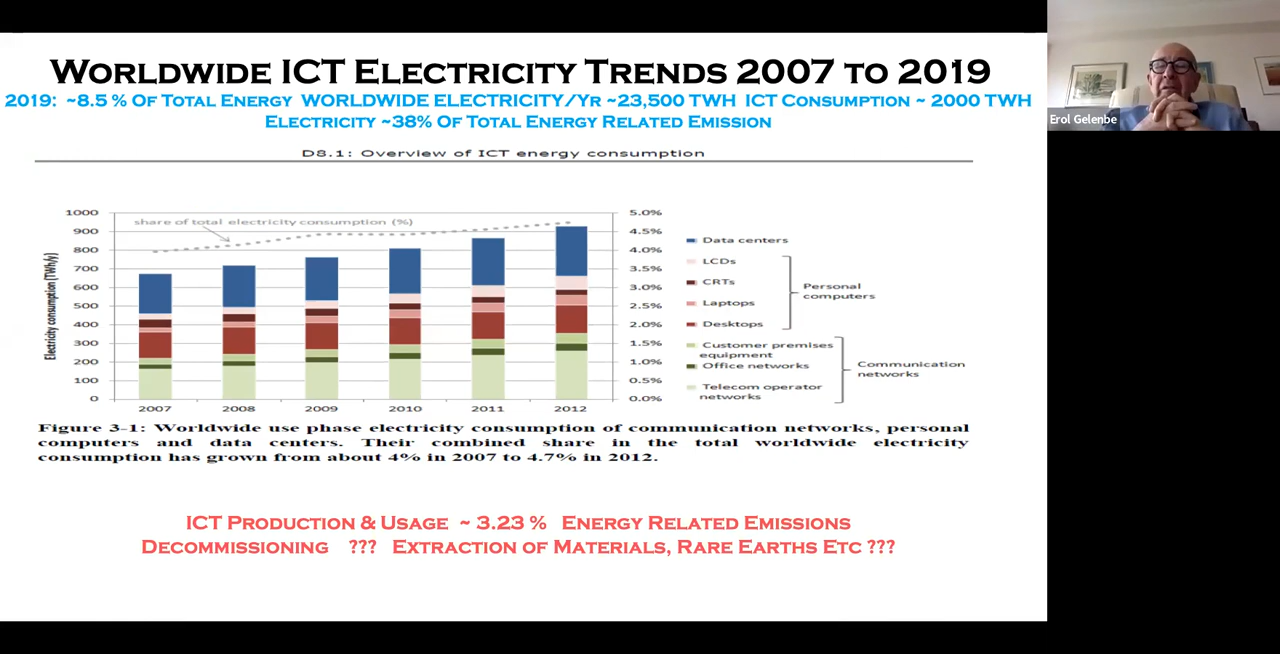 WORLDWIDE ICT ELECTRICITY TRENDS 2007 TO 2019
2019: ~8.5 % OF TOTAL ENERGY WORLDWIDE ELECTRICITY/YR ~23,500 TWH ICT CONSUMPTION ~ 2000 TWH
ELECTRICITY ~38% OF TOTAL ENERGY RELATED EMISSION
Erol Gelenbe
D8.1: Overview of ICT energy consumption
share of total electricity consumption (%)
Electricity consumption (TWh/y)
1000
900
800
700
600
500
400
300
200
100
0
5.0%
4.5%
4.0%
3.5%
3.0%
2.5%
2.0%
1.5%
1.0%
0.5%
0.0%
2007 2008 2009 2010 2011 2012
Data centers
LCDs
CRTs
Laptops
Desktops
Personal
computers
Customer premises
equipment
Office networks
Telecom operator
networks
Communication
networks
Figure 3-1: Worldwide use phase electricity consumption of communication networks, personal
computers and data centers. Their combined share in the total worldwide electricity
consumption has grown from about 4% in 2007 to 4.7% in 2012.
ICT PRODUCTION & USAGE ~ 3.23 % ENERGY RELATED EMISSIONS
DECOMMISSIONING ??? EXTRACTION OF MATERIALS, RARE EARTHS ETC ???